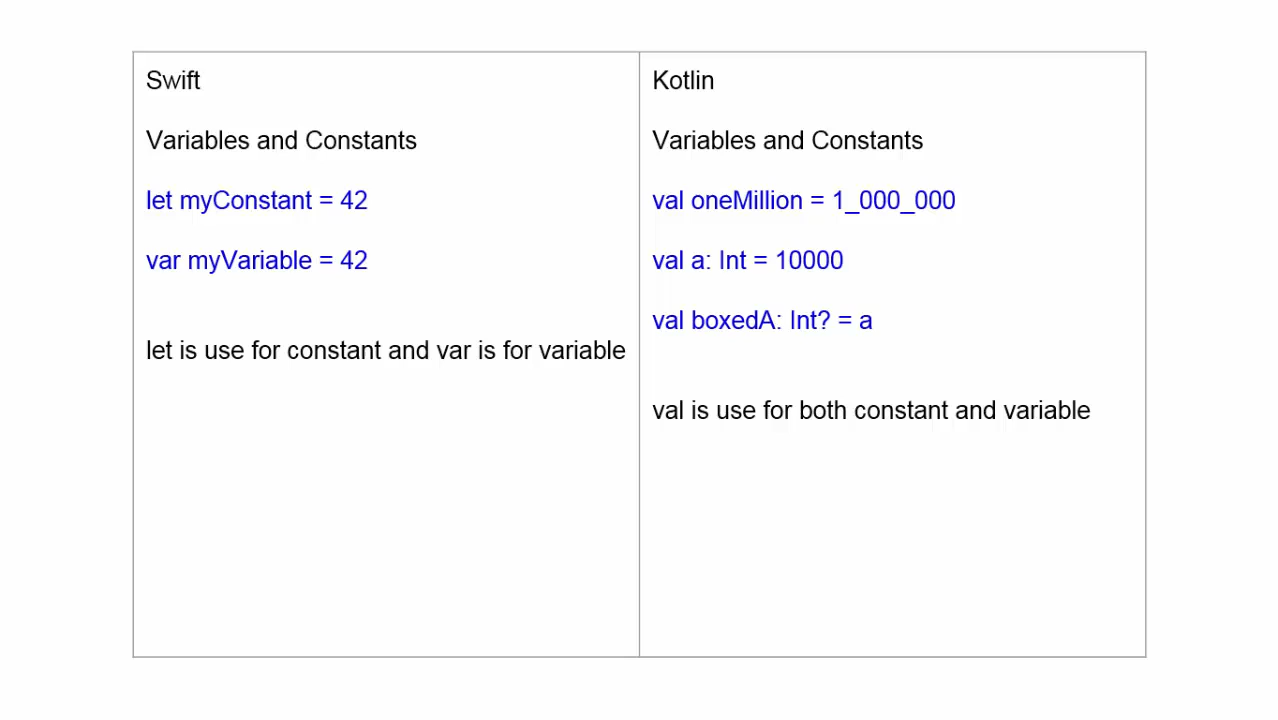 Swift
Variables and Constants
let myConstant = 42
var myVariable = 42
let is use for constant and var is for variable
Kotlin
Variables and Constants
val oneMillion = 1_000_000
val a: Int = 10000
val boxedA: Int? = a
val is use for both constant and variable